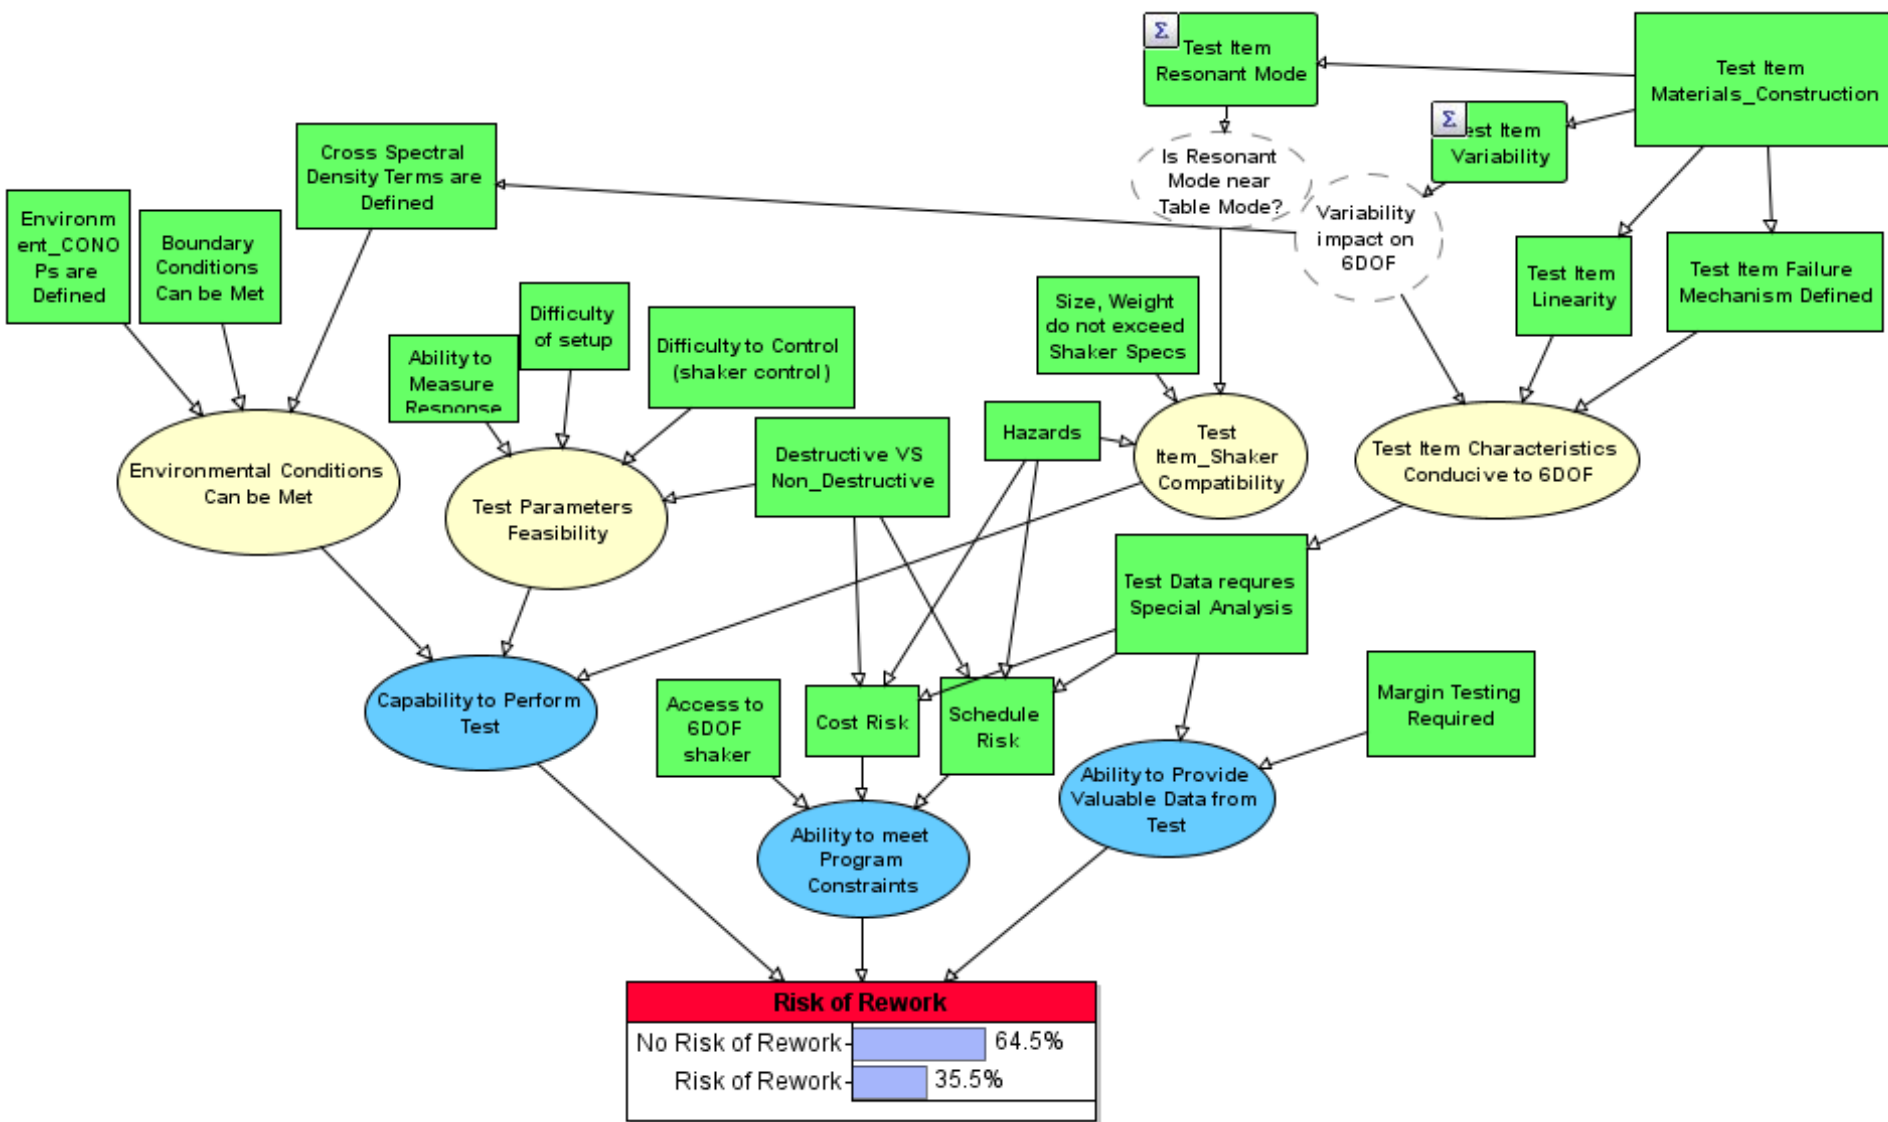 Σ
Test Item
Resonant Mode
Test Item
Materials_Construction
Σ
est Item
Variability
Cross Spectral
Density Terms are
Defined
Is Resonant
Mode near
Table Mode?
Environm
ent_CONO
Ps are
Defined
Boundary
Conditions
Can be Met
Variability
impact on
6DOF
Test Item
Linearity
Test Item Failure
Mechanism Defined
Size, Weight
do not exceed
Shaker Specs
Difficulty
of setup
Ability to
Measure
Response
Difficulty to Control
(shaker control)
Destructive VS
Non_Destructive
Hazards
Test
Item_Shaker
Compatibility
Test Item Characteristics
Conducive to 6DOF
Environmental Conditions
Can be Met
Test Parameters
Feasibility
Test Data requres
Special Analysis
Capability to Perform
Test
Access to
6DOF
shaker
Cost Risk
Schedule
Risk
Margin Testing
Required
Ability to Provide
Valuable Data from
Test
Ability to meet
Program
Constraints
Risk of Rework
No Risk of Rework 64.5%
Risk of Rework 35.5%